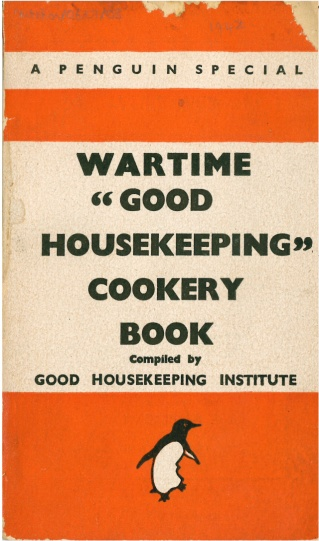 A PENGUIN SPECIAL
WARTIME
“GOOD
HOUSEKEEPING”
COOKERY
BOOK
Compiled by
GOOD HOUSEKEEPING INSTITUTE